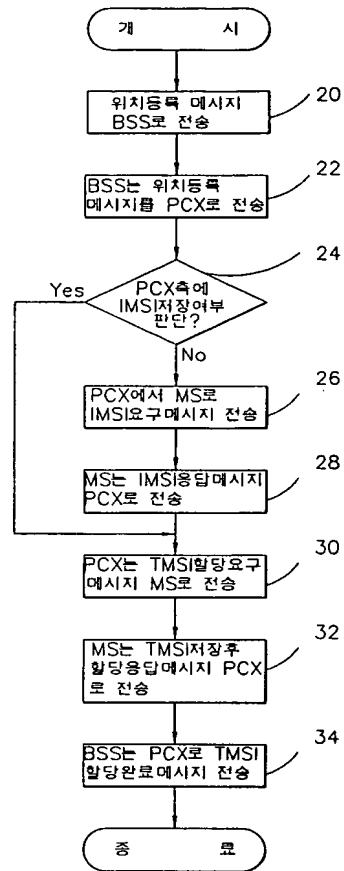 개 시
위치등록 메시지
BSS로 전송
20
BSS는 위치등록
메시지를 PCX로 전송
22
24
PCX측에
IMSI저장여부
판단?
Yes
No
PCX에서 MS로
IMSI요구메시지 전송
26
MS는 IMSI응답메시지
PCX로 전송
28
PCX는 TMSI할당요구
메시지 MS로 전송
30
MS는 TMSI저장후
할당응답메시지 PCX
로 전송
32
BSS는 PCX로 TMSI
할당완료메시지 전송
34
종 료